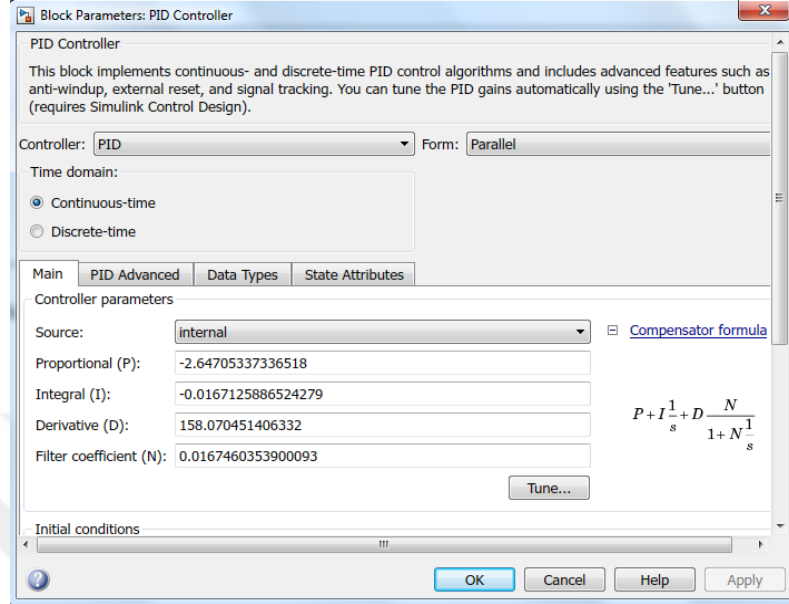 Block Parameters: PID Controller
PID Controller
This block implements continuous- and discrete-time PID control algorithms and includes advanced features such as
anti-windup, external reset, and signal tracking. You can tune the PID gains automatically using the 'Tune...' button
(requires Simulink Control Design).
Controller: PID Form: Parallel
Time domain:
Continuous-time
Discrete-time
Main PID Advanced Data Types State Attributes
Controller parameters
Source: internal Compensator formula
Proportional (P): -2.64705337336518
Integral (I): -0.0167125886524279
Derivative (D): 158.070451406332
Filter coefficient (N): 0.0167460353900093
P + I 1/s + D N/(1 + N 1/s)
Tune...
Initial conditions
OK Cancel Help Apply